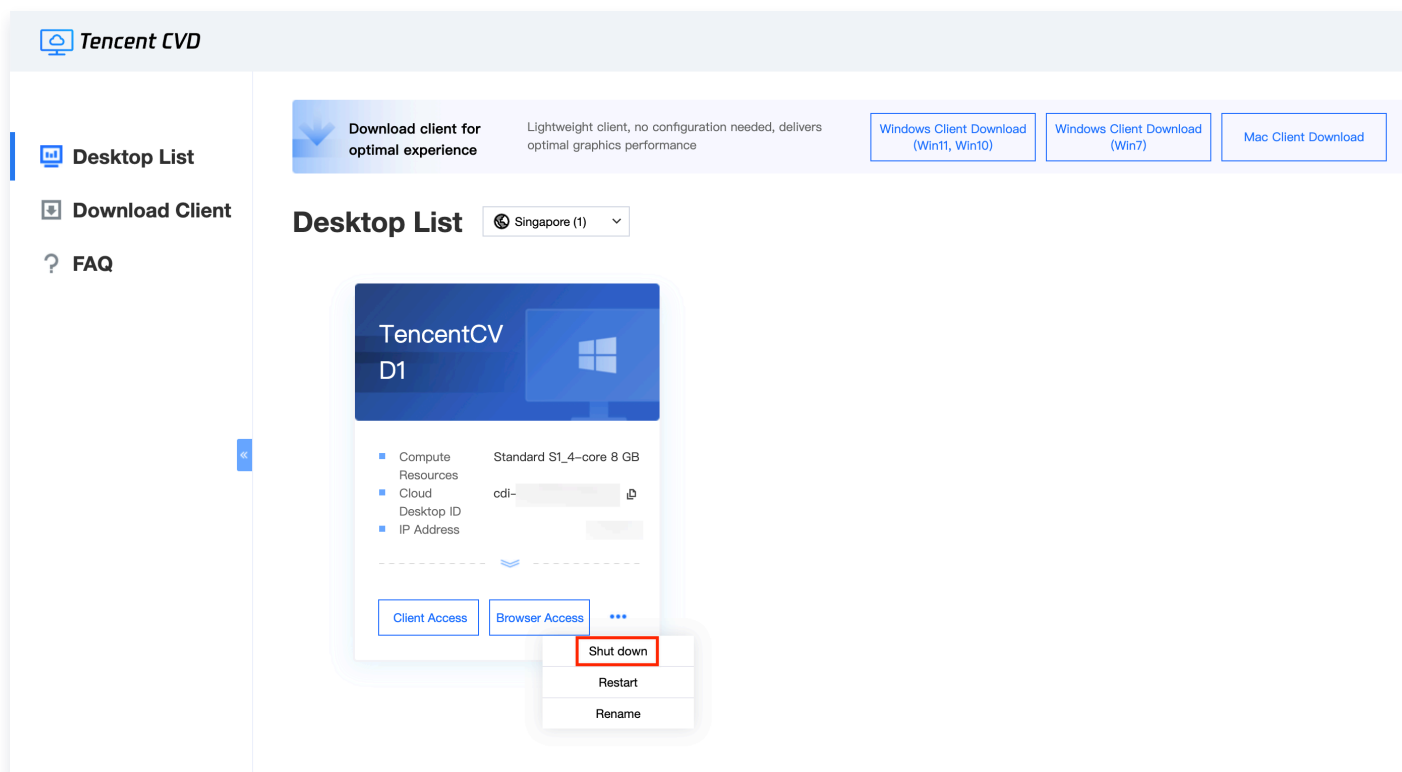 Tencent CVD
Desktop List
Download Client
? FAQ
Download client for
optimal experience
Lightweight client, no configuration needed, delivers
optimal graphics performance
Windows Client Download
(Win11, Win10)
Windows Client Download
(Win7)
Mac Client Download
Desktop List
Singapore (1)
TencentCV
D1
Compute
Resources
Standard S1_4-core 8 GB
Cloud
Desktop ID
cdi-
IP Address
Client Access
Browser Access
•••
Shut down
Restart
Rename
«